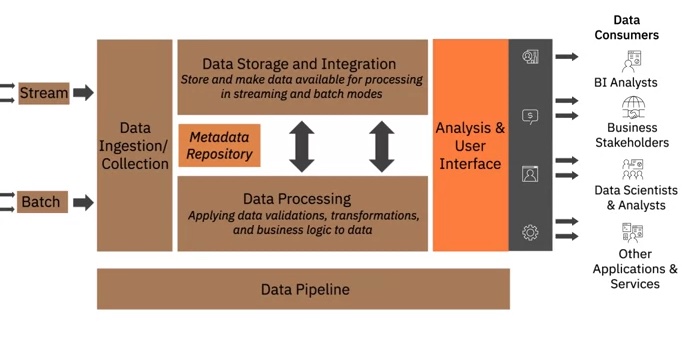 Data
Consumers
Stream
Batch
Data
Ingestion/
Collection
Data Storage and Integration
Store and make data available for processing
in streaming and batch modes
Metadata
Repository
Data Processing
Applying data validations, transformations,
and business logic to data
Analysis &
User
Interface
$
BI Analysts
Business
Stakeholders
Data Scientists
& Analysts
Other
Applications &
Services
Data Pipeline